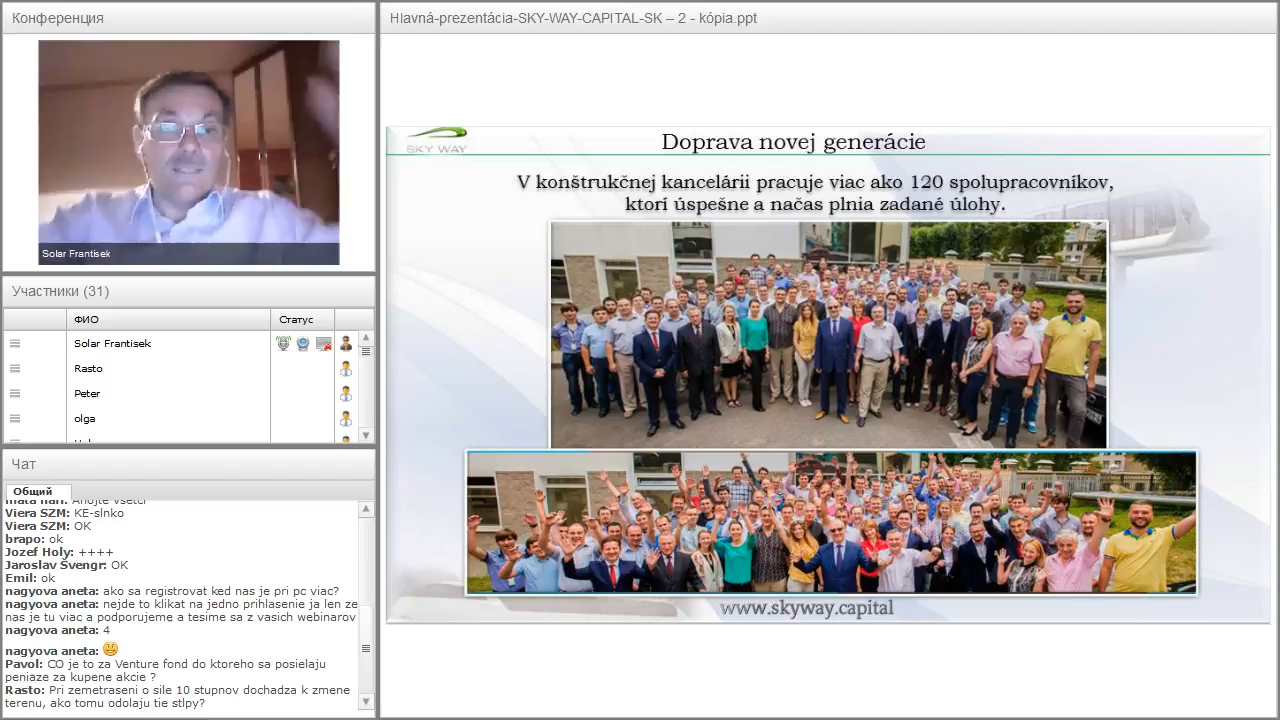 Конференция
Solar Frantisek
Участники (31)
ФИО
Статус
Solar Frantisek
Rasto
Peter
olga
Чат
Общий
Viera SZM: KE-slnko
Viera SZM: OK
brapo: ok
Jozef Holy: ++++
Jaroslav Svengr: OK
Emil: ok
nagyova aneta: ako sa registrovat ked nas je pri pc viac?
nagyova aneta: nejde to klikat na jedno prihlasenie ja len ze
nas je tu viac a podporujeme a tesime sa z vasich webinarov
nagyova aneta: 4
nagyova aneta:
Pavol: CO je to za Venture fond do ktoreho sa posielaju
peniaze za kupene akcie ?
Rasto: Pri zemetraseni o sile 10 stupnov dochadza k zmene
terenu, ako tomu odolaju tie stlpy?
Hlavná-prezentácia-SKY-WAY-CAPITAL-SK – 2 - kópia.ppt
SKY WAY
Doprava novej generácie
V konštrukčnej kancelárii pracuje viac ako 120 spolupracovníkov,
ktorí úspešne a načas plnia zadané úlohy.
www.skyway.capital